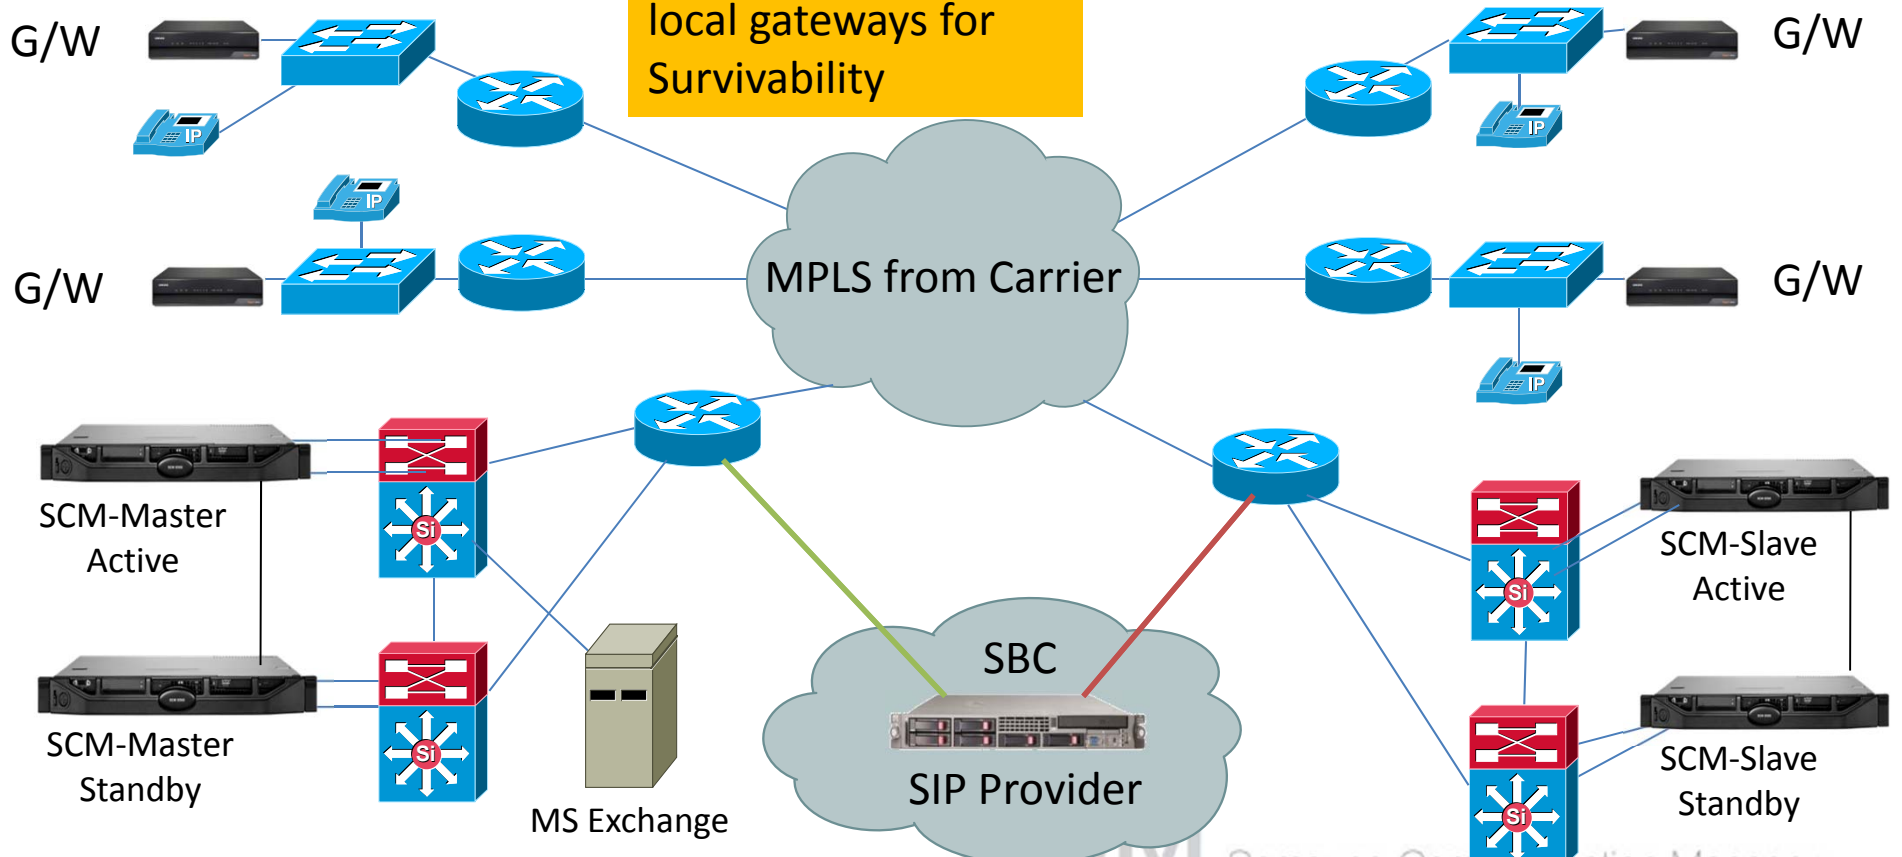 local gateways for
Survivability
G/W
G/W
IP
IP
IP
G/W
MPLS from Carrier
G/W
IP
SCM-Master
Active
Si
SCM-Slave
Active
Si
SBC
SCM-Master
Standby
Si
SIP Provider
MS Exchange
SCM-Slave
Standby
Si